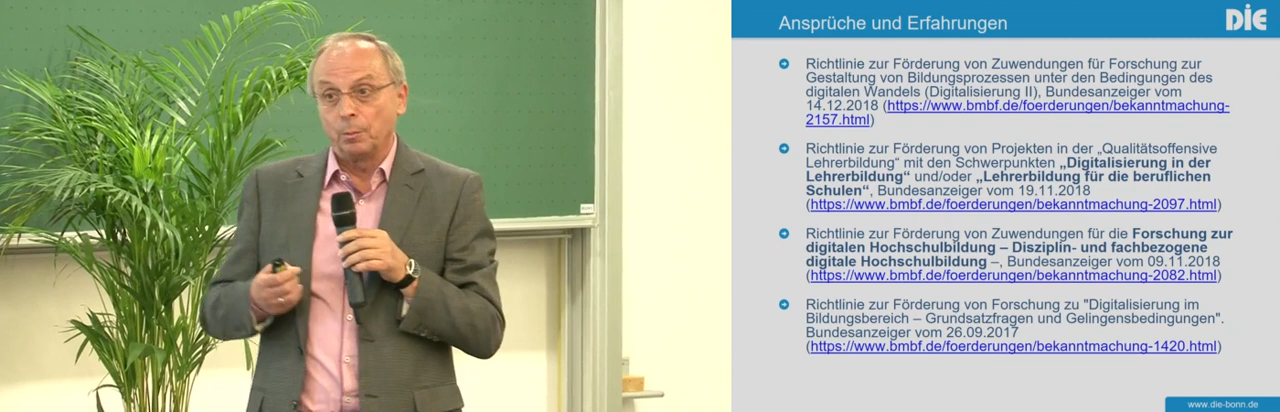 Ansprüche und Erfahrungen
DIE
Richtlinie zur Förderung von Zuwendungen für Forschung zur
Gestaltung von Bildungsprozessen unter den Bedingungen des
digitalen Wandels (Digitalisierung II), Bundesanzeiger vom
14.12.2018 (https://www.bmbf.de/foerderungen/bekanntmachung-
2157.html)
Richtlinie zur Förderung von Projekten in der „Qualitätsoffensive
Lehrerbildung“ mit den Schwerpunkten „Digitalisierung in der
Lehrerbildung“ und/oder „Lehrerbildung für die beruflichen
Schulen“, Bundesanzeiger vom 19.11.2018
(https://www.bmbf.de/foerderungen/bekanntmachung-2097.html)
Richtlinie zur Förderung von Zuwendungen für die Forschung zur
digitalen Hochschulbildung – Disziplin- und fachbezogene
digitale Hochschulbildung –, Bundesanzeiger vom 09.11.2018
(https://www.bmbf.de/foerderungen/bekanntmachung-2082.html)
Richtlinie zur Förderung von Forschung zu "Digitalisierung im
Bildungsbereich – Grundsatzfragen und Gelingensbedingungen".
Bundesanzeiger vom 26.09.2017
(https://www.bmbf.de/foerderungen/bekanntmachung-1420.html)
www.die-bonn.de